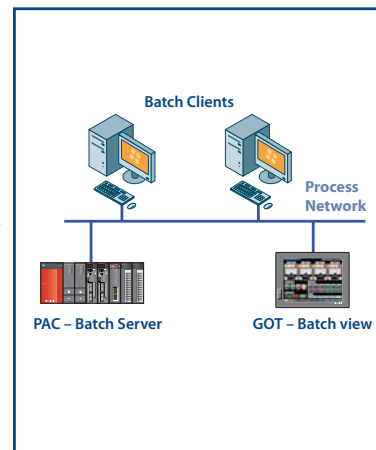 Batch Clients
Process
Network
PAC – Batch Server
GOT – Batch view